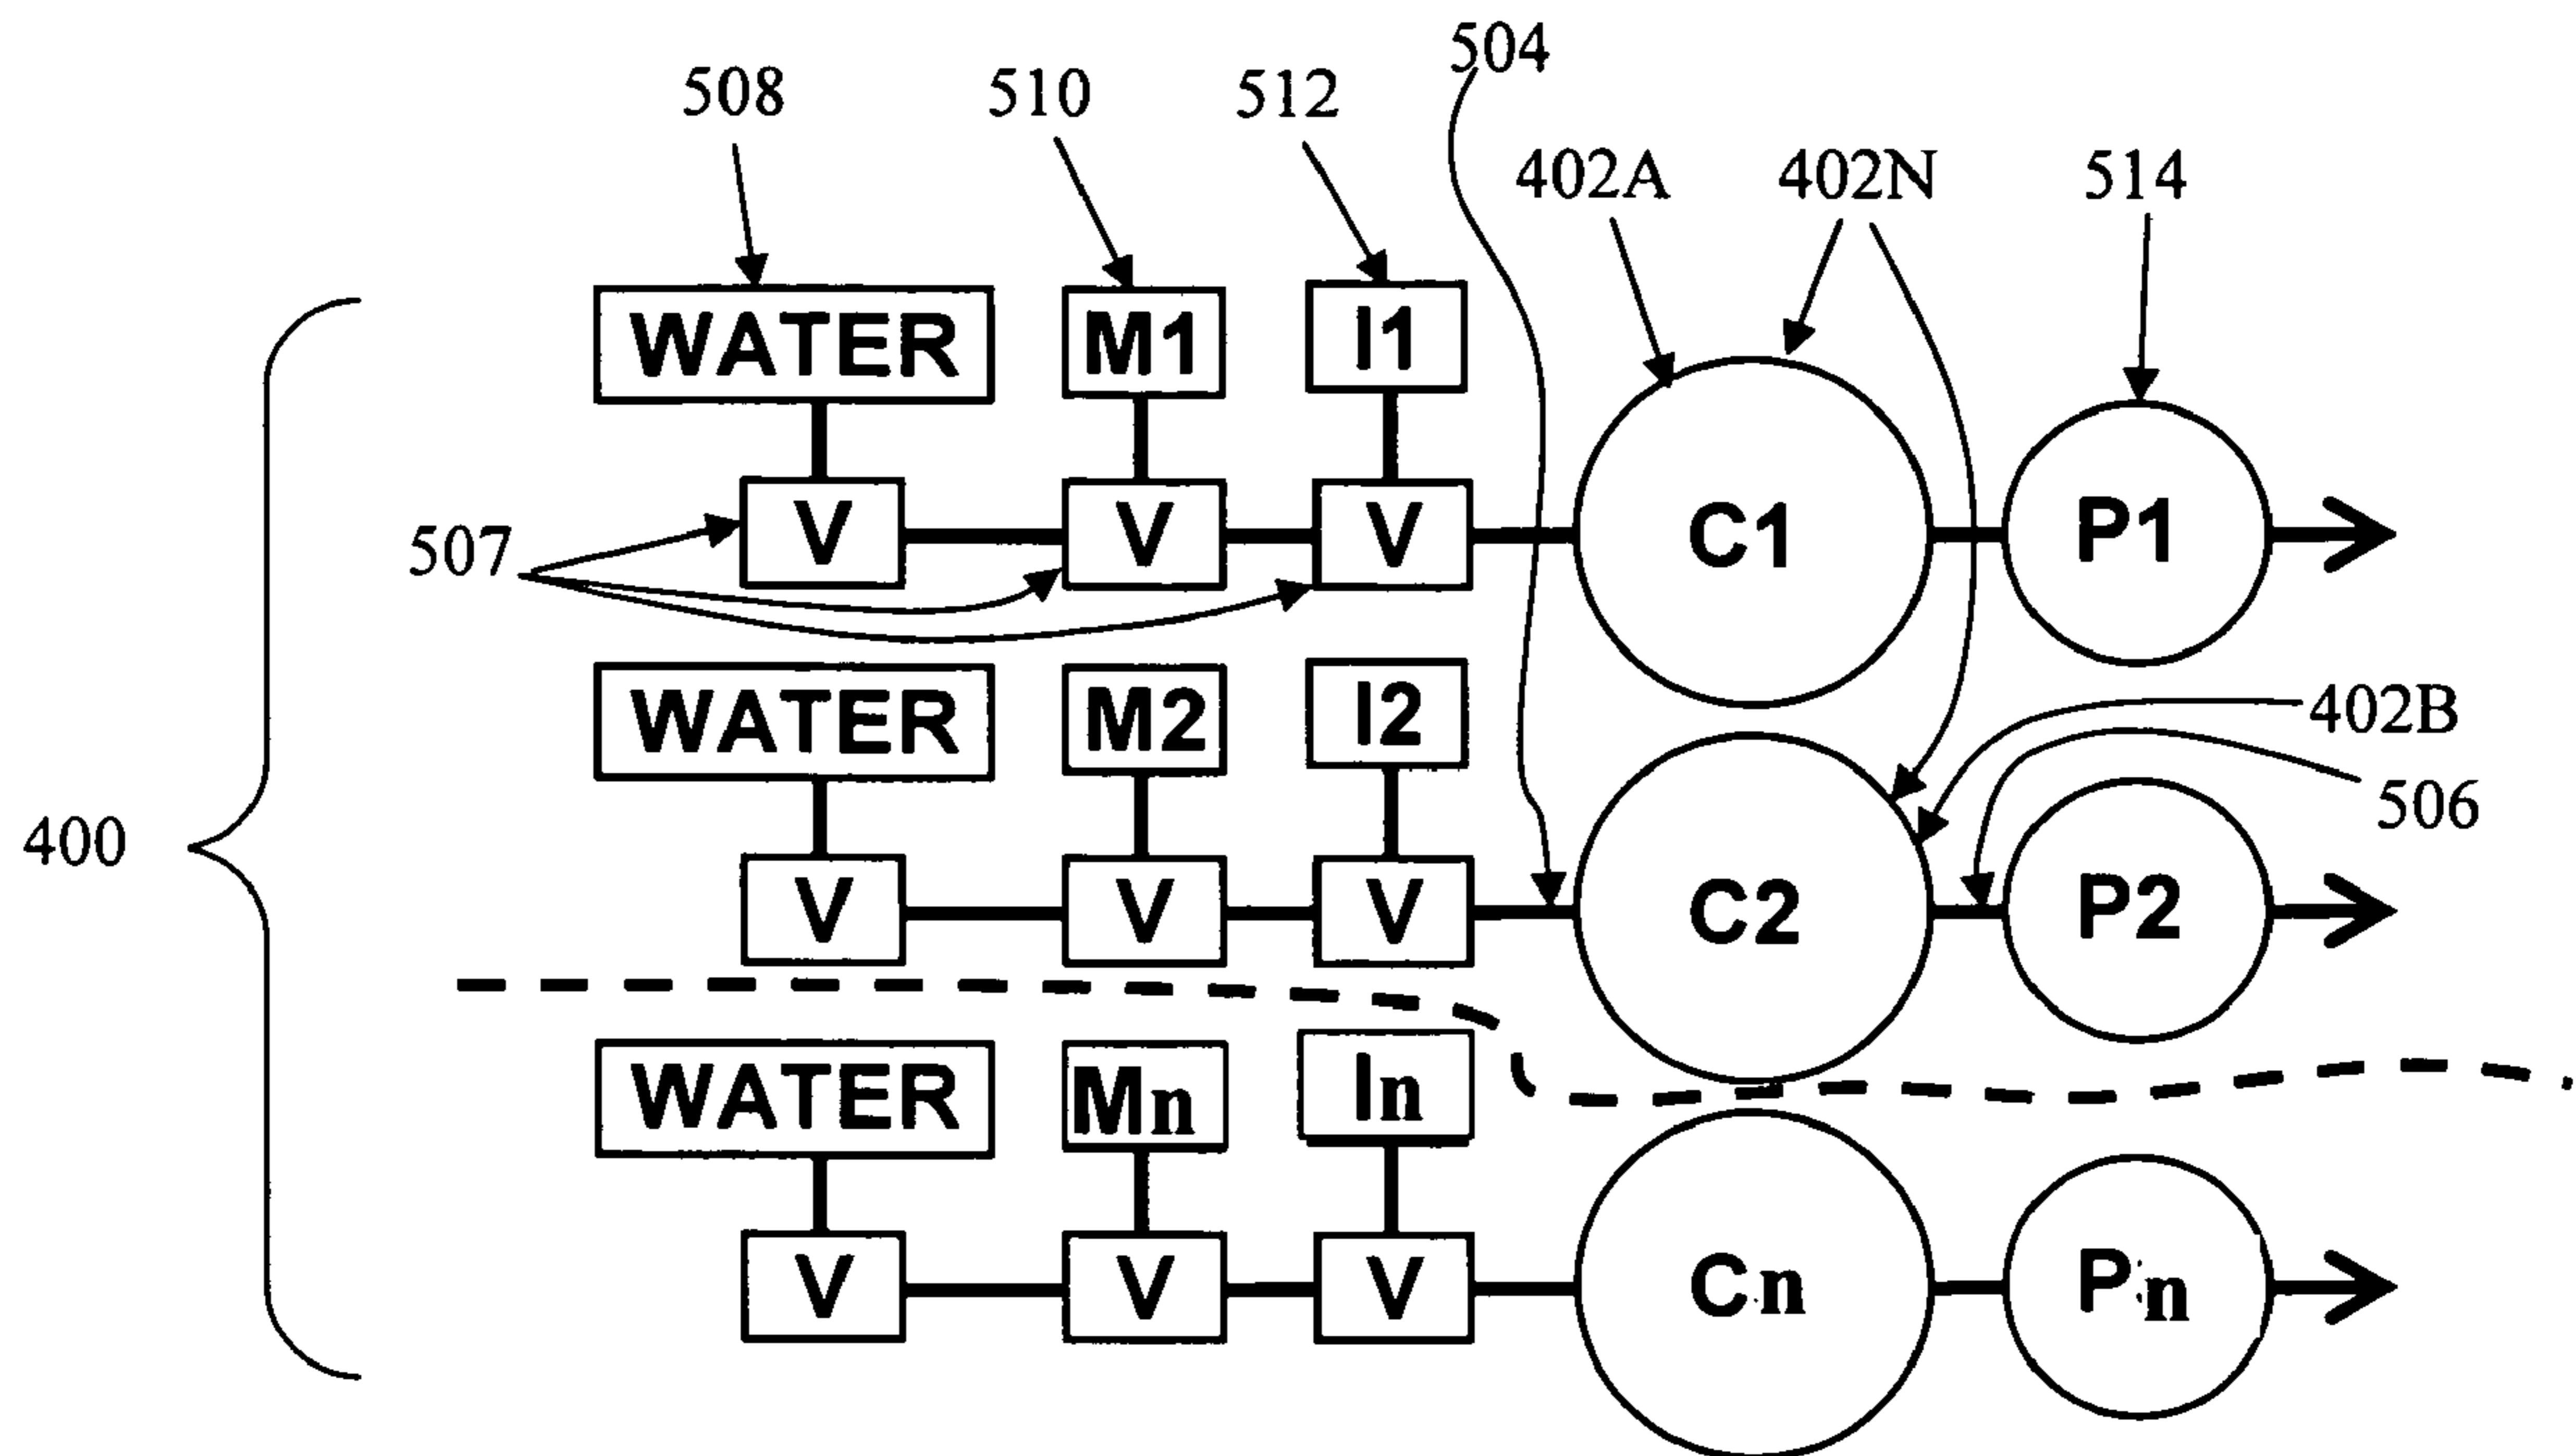 504
508 510 512
402A 402N 514
WATER M1 I1
V V V C1 P1
507
WATER M2 I2
402B
506
400
V V V C2 P2
WATER Mn In
V V V Cn Pn